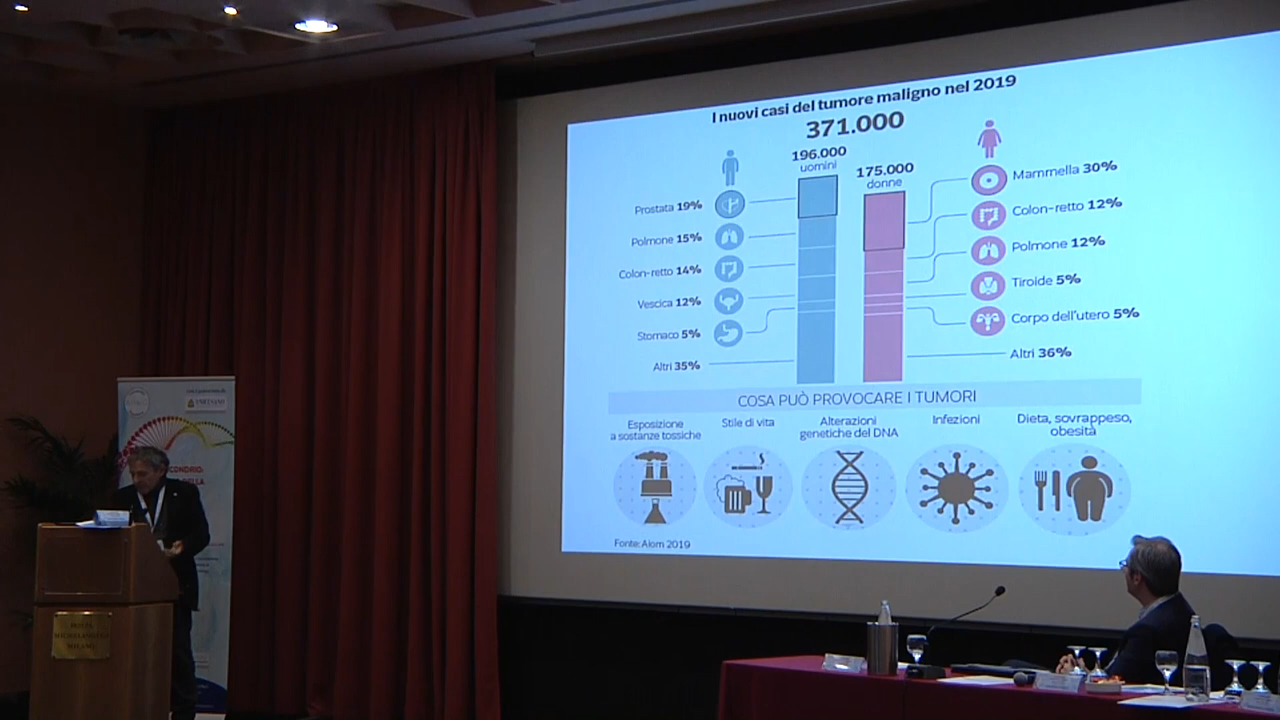 I nuovi casi del tumore maligno nel 2019
371.000
196.000
uomini
175.000
donne
Prostata 19%
Polmone 15%
Colon-retto 14%
Vescica 12%
Stomaco 5%
Altri 35%
Mammella 30%
Colon-retto 12%
Polmone 12%
Tiroide 5%
Corpo dell'utero 5%
Altri 36%
COSA PUÒ PROVOCARE I TUMORI
Esposizione
a sostanze tossiche
Stile di vita
Alterazioni
genetiche del DNA
Infezioni
Dieta, sovrappeso,
obesità
Fonte: Aiom 2019
HOTEL
MICHELANGELO
MILANO